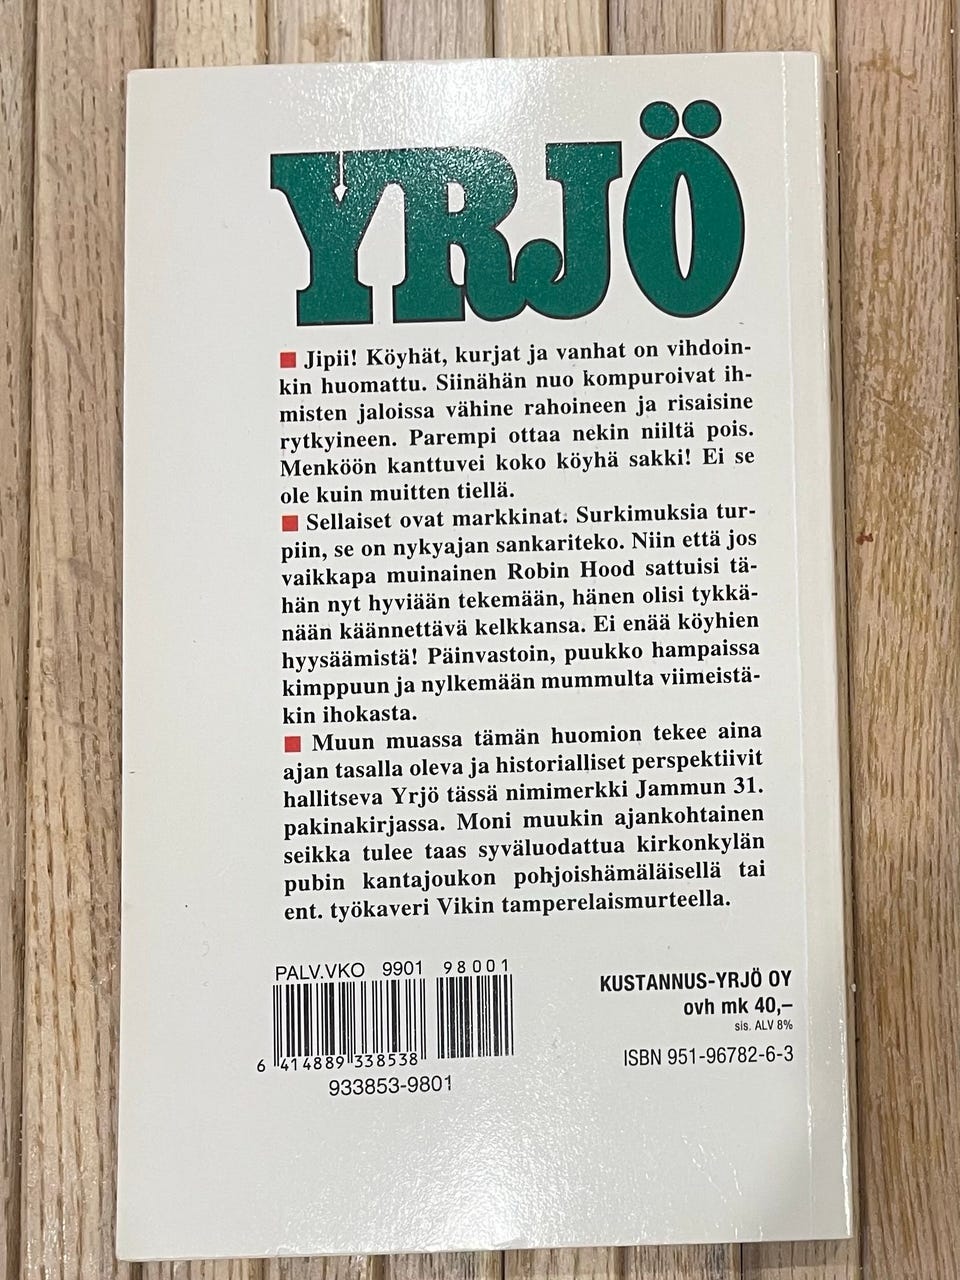 YRJÖ
■ Jipii! Köyhät, kurjat ja vanhat on vihdoin-
kin huomattu. Siinähän nuo kompuroivat ih-
misten jaloissa vähine rahoineen ja risaisine
rytkyineen. Parempi ottaa nekin niiltä pois.
Menköön kanttuvei koko köyhä sakki! Ei se
ole kuin muitten tiellä.
■ Sellaiset ovat markkinat. Surkimuksia tur-
piin, se on nykyajan sankariteko. Niin että jos
vaikkapa muinainen Robin Hood sattuisi tä-
hän nyt hyviään tekemään, hänen olisi tykkä-
nään käännettävä kelkkansa. Ei enää köyhien
hyysäämistä! Päinvastoin, puukko hampaissa
kimppuun ja nylkemään mummulta viimeistä-
kin ihokasta.
■ Muun muassa tämän huomion tekee aina
ajan tasalla oleva ja historialliset perspektiivit
hallitseva Yrjö tässä nimimerkki Jammun 31.
pakinakirjassa. Moni muukin ajankohtainen
seikka tulee taas syväluodattua kirkonkylän
pubin kantajoukon pohjoishämäläisellä tai
ent. työkaveri Vikin tamperelaismurteella.
PALV.VKO 9901 98001
6 414889 338538
933853-9801
KUSTANNUS-YRJÖ OY
ovh mk 40,–
sis. ALV 8%
ISBN 951-96782-6-3